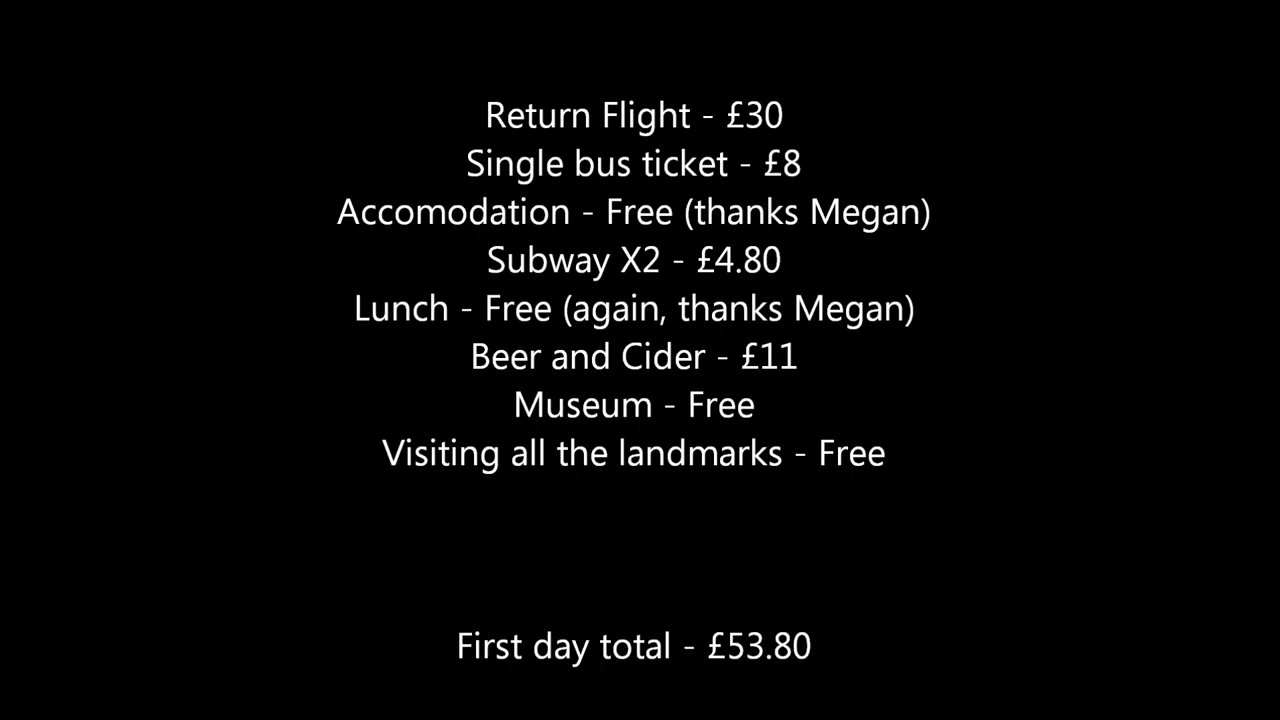 Return Flight - £30
Single bus ticket - £8
Accomodation - Free (thanks Megan)
Subway X2 - £4.80
Lunch - Free (again, thanks Megan)
Beer and Cider - £11
Museum - Free
Visiting all the landmarks - Free
First day total - £53.80